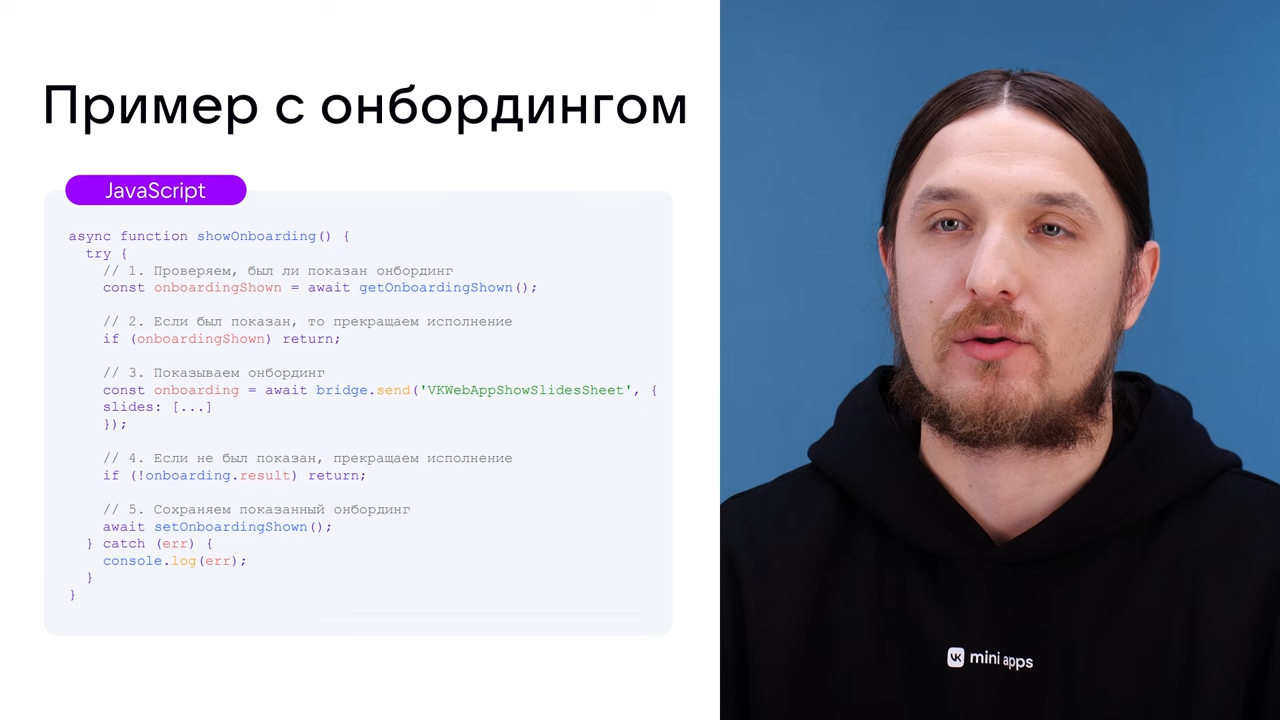 Пример с онбордингом
JavaScript
async function showOnboarding() {
try {
// 1. Проверяем, был ли показан онбординг
const onboardingShown = await getOnboardingShown();
// 2. Если был показан, то прекращаем исполнение
if (onboardingShown) return;
// 3. Показываем онбординг
const onboarding = await bridge.send('VKWebAppShowSlidesSheet', {
slides: [...]
});
// 4. Если не был показан, прекращаем исполнение
if (!onboarding.result) return;
// 5. Сохраняем показанный онбординг
await setOnboardingShown();
} catch (err) {
console.log(err);
}
}
VK mini apps